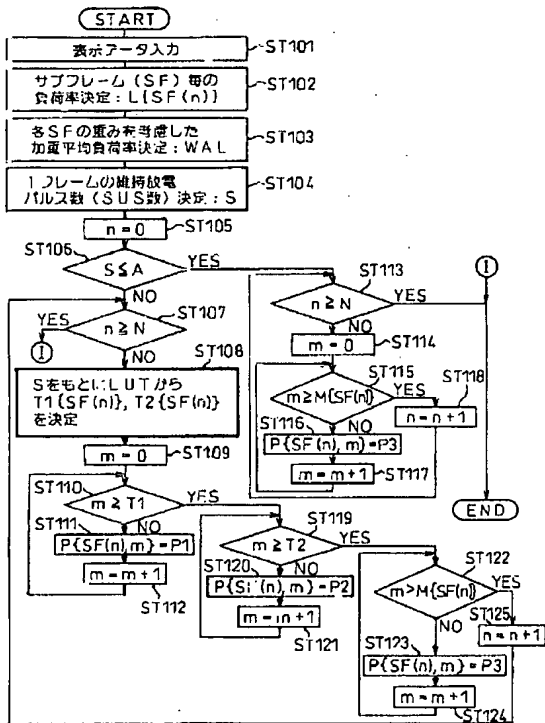 START
表示データ入力
ST101
サブフレーム(SF)毎の
負荷率決定:L{SF(n)}
ST102
各SFの重みを考慮した
加重平均負荷率決定:WAL
ST103
1フレームの維持放電
パルス数(SUS数)決定:S
ST104
n=0
ST105
ST106
S≦A
YES
NO
ST113
n≧N
YES
NO
I
ST107
n≧N
YES
NO
I
m=0
ST114
ST108
SをもとにLUTから
T1{SF(n)},T2{SF(n)}
を決定
ST115
m≧M{SF(n)}
YES
NO
ST118
n=n+1
ST116
P{SF(n),m}=P3
m=m+1
ST117
m=0
ST109
END
ST110
m≧T1
YES
NO
ST111
P{SF(n),m}=P1
m=m+1
ST112
ST119
m≧T2
YES
NO
ST120
P{SF(n),m}=P2
m=m+1
ST121
ST122
m>M{SF(n)}
YES
NO
ST125
n=n+1
ST123
P{SF(n),m}=P3
m=m+1
ST124